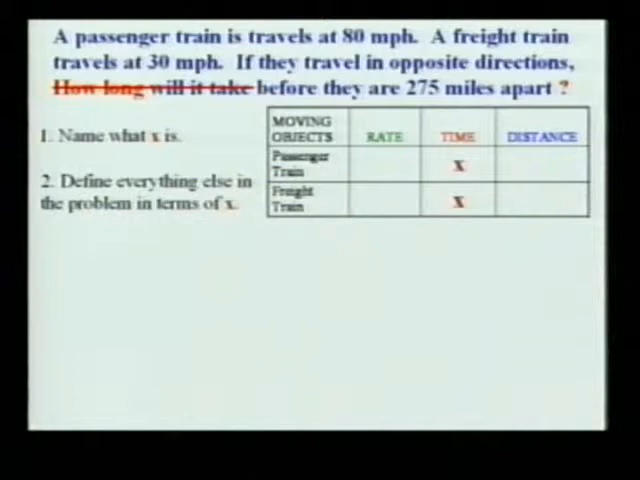 A passenger train is travels at 80 mph. A freight train
travels at 30 mph. If they travel in opposite directions,
How long will it take before they are 275 miles apart ?
1. Name what x is.
2. Define everything else in
the problem in terms of x.
MOVING
OBJECTS RATE TIME DISTANCE
Passenger
Train x
Freight
Train x